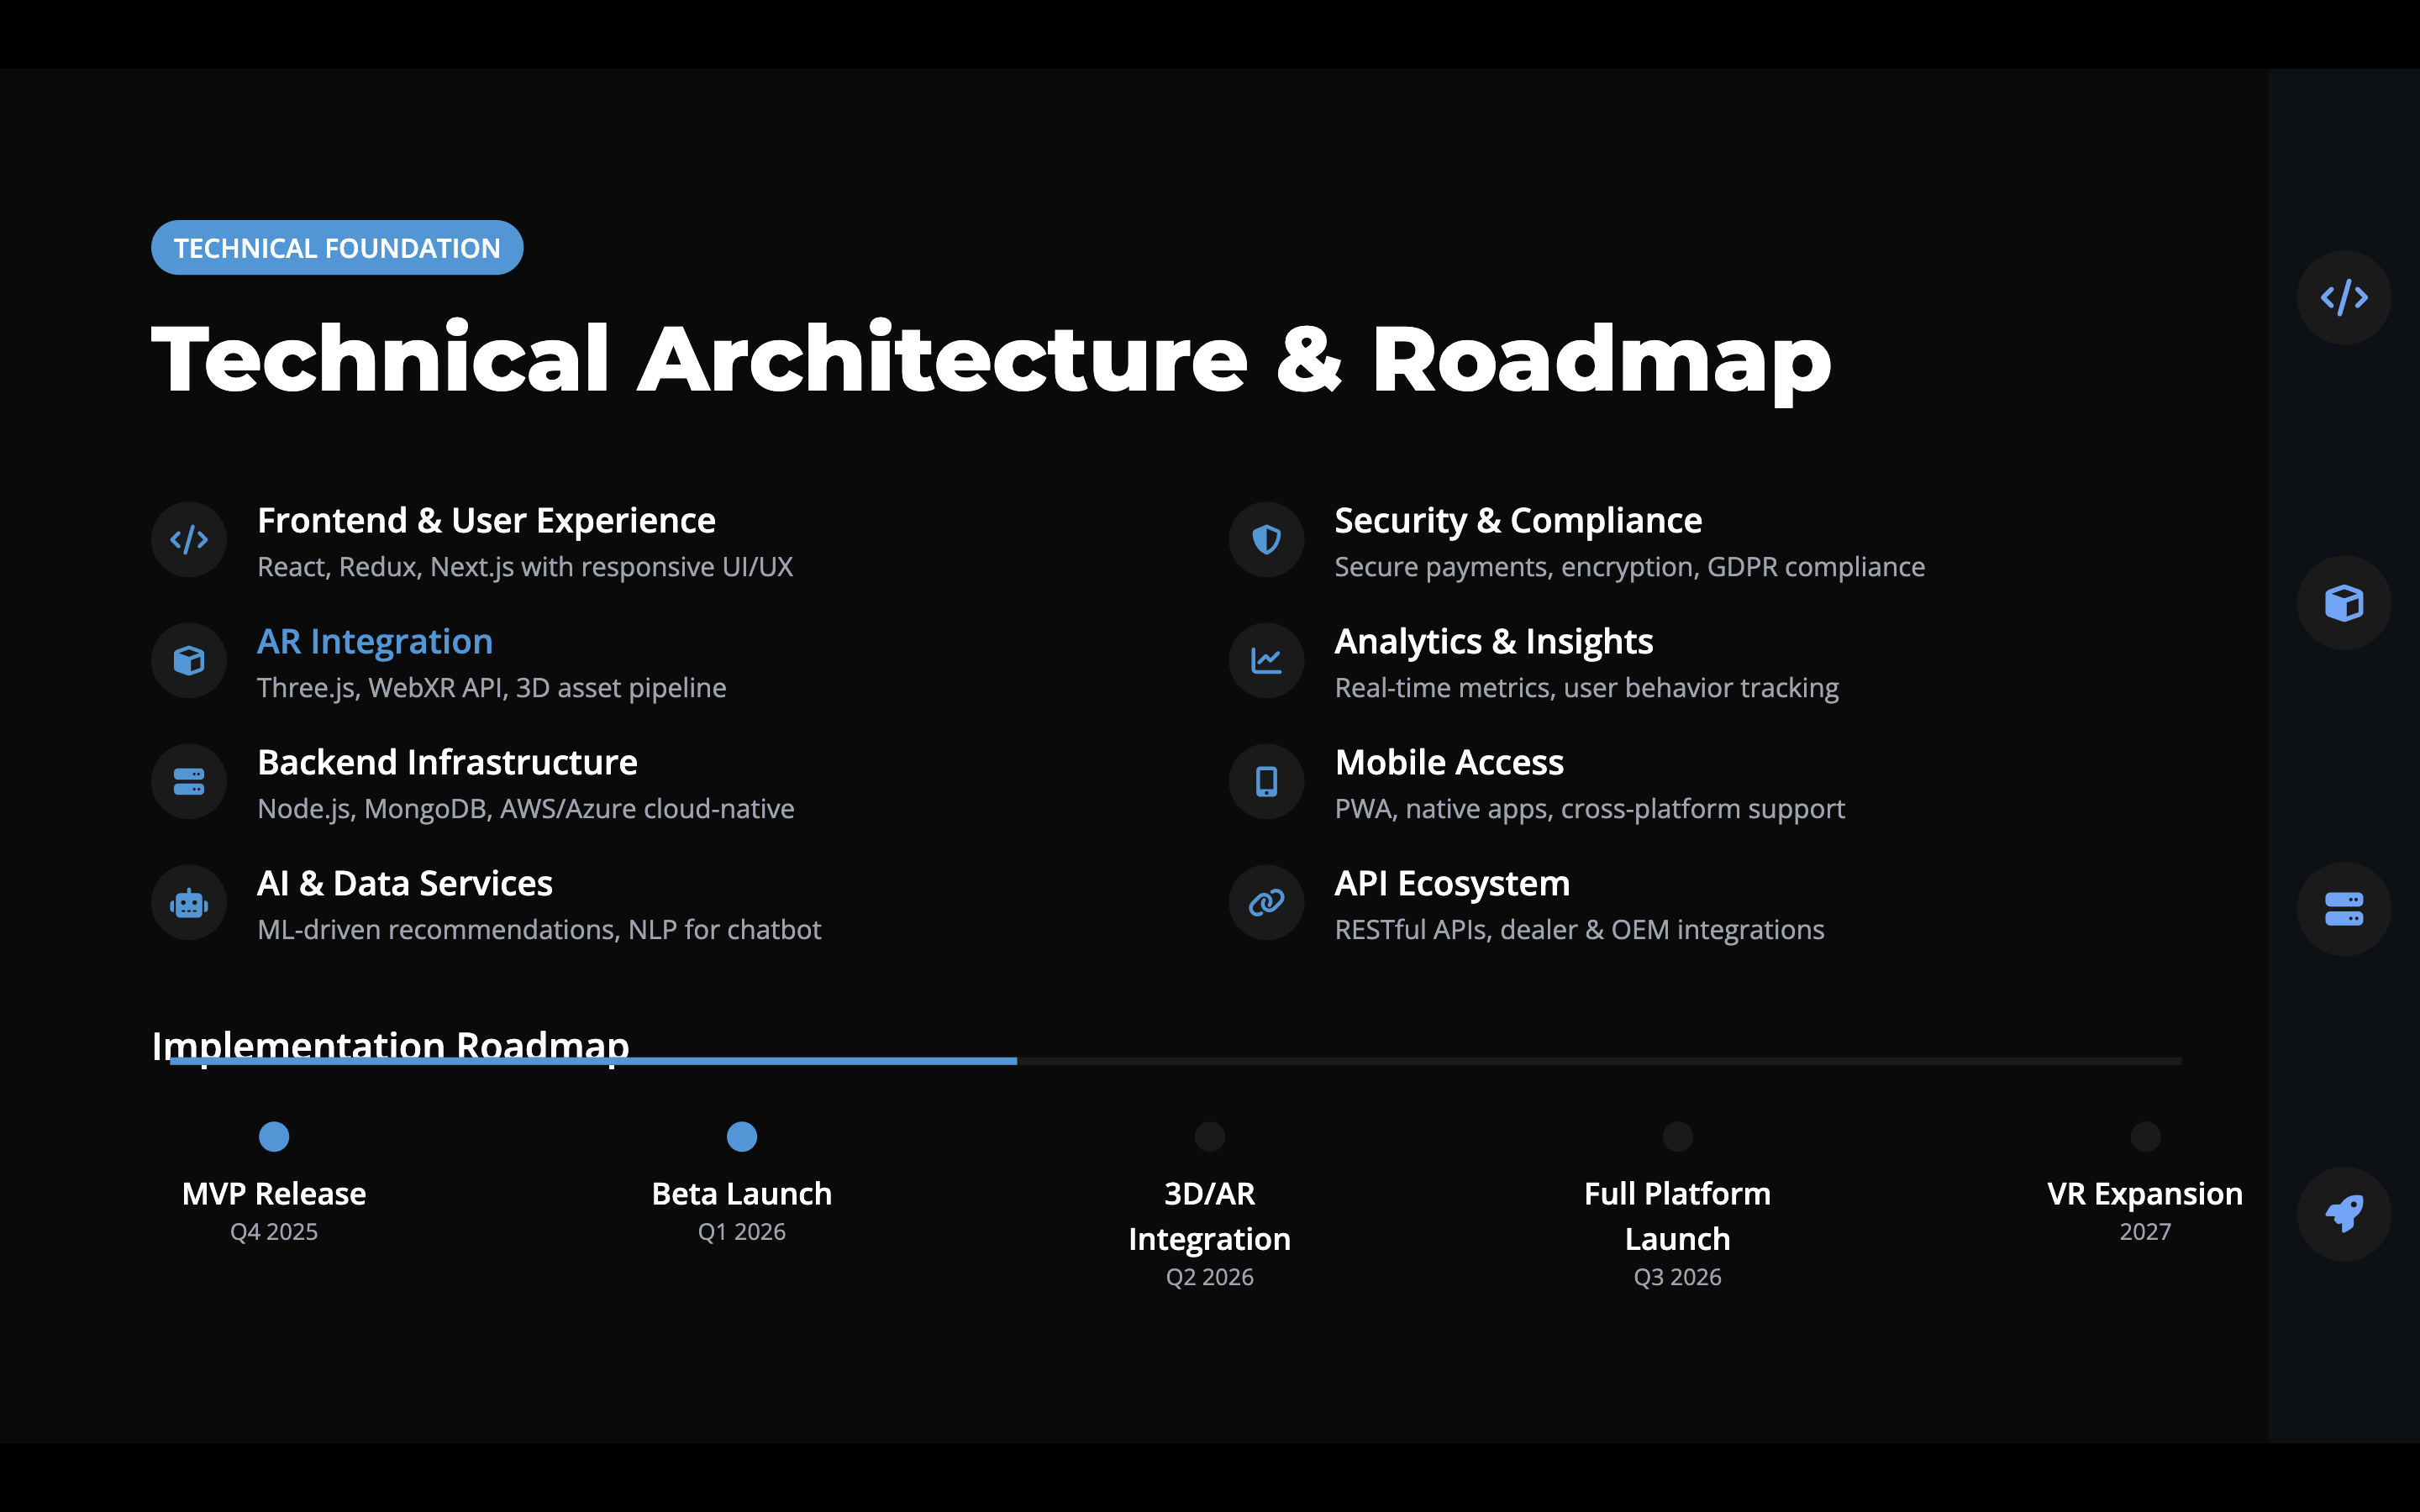 TECHNICAL FOUNDATION
Technical Architecture & Roadmap
Frontend & User Experience
React, Redux, Next.js with responsive UI/UX
AR Integration
Three.js, WebXR API, 3D asset pipeline
Backend Infrastructure
Node.js, MongoDB, AWS/Azure cloud-native
AI & Data Services
ML-driven recommendations, NLP for chatbot
Security & Compliance
Secure payments, encryption, GDPR compliance
Analytics & Insights
Real-time metrics, user behavior tracking
Mobile Access
PWA, native apps, cross-platform support
API Ecosystem
RESTful APIs, dealer & OEM integrations
Implementation Roadmap
MVP Release
Q4 2025
Beta Launch
Q1 2026
3D/AR
Integration
Q2 2026
Full Platform
Launch
Q3 2026
VR Expansion
2027